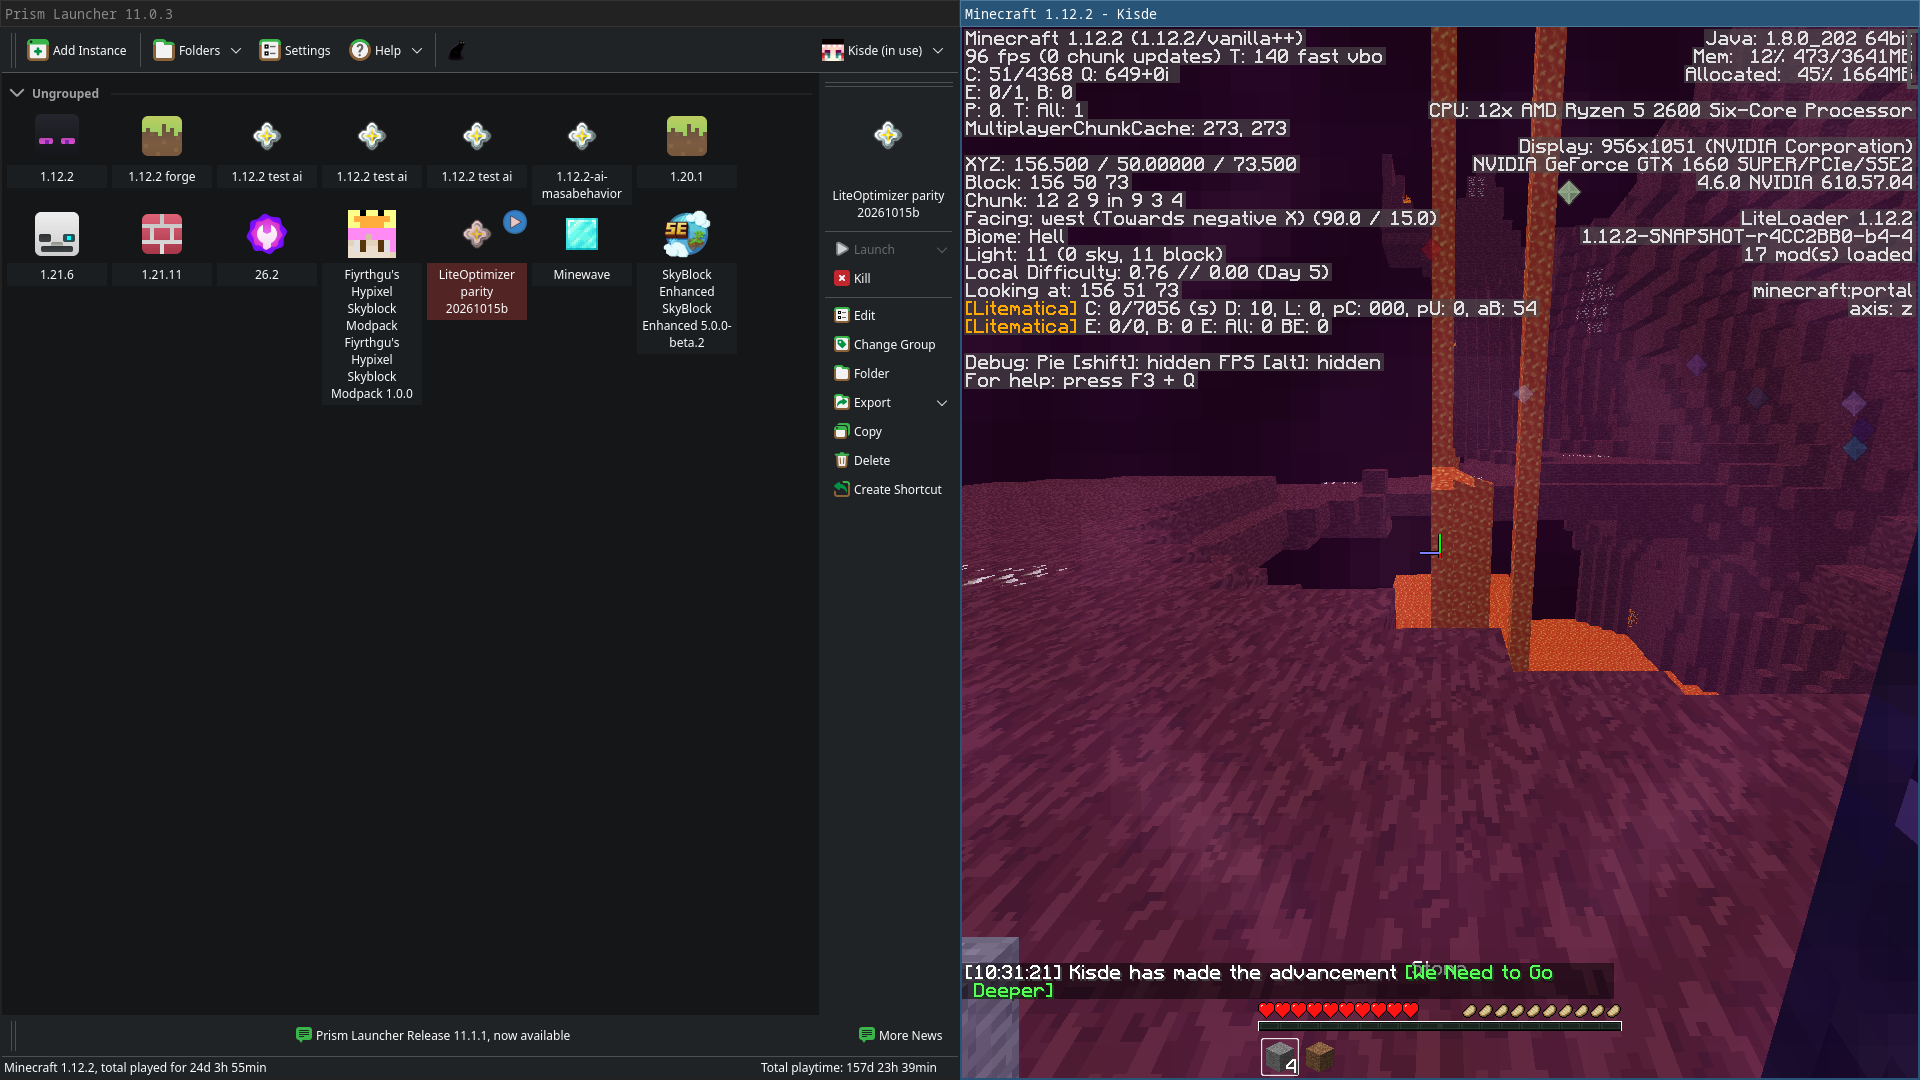 Prism Launcher 11.0.3
Add Instance
Folders
Settings
Help
Kisde (in use)
Ungrouped
1.12.2
1.12.2 forge
1.12.2 test ai
1.12.2 test ai
1.12.2 test ai
1.12.2-ai-
masabehavior
1.20.1
1.21.6
1.21.11
26.2
Fiyrthgu's
Hypixel
Skyblock
Modpack
Fiyrthgu's
Hypixel
Skyblock
Modpack 1.0.0
LiteOptimizer
parity
20261015b
Minewave
SkyBlock
Enhanced
SkyBlock
Enhanced 5.0.0-
beta.2
LiteOptimizer parity
20261015b
Launch
Kill
Edit
Change Group
Folder
Export
Copy
Delete
Create Shortcut
Prism Launcher Release 11.1.1, now available
More News
Minecraft 1.12.2, total played for 24d 3h 55min
Total playtime: 157d 23h 39min
Minecraft 1.12.2 - Kisde
Minecraft 1.12.2 (1.12.2/vanilla++)
96 fps (0 chunk updates) T: 140 fast vbo
C: 51/4368 Q: 649+0i
E: 0/1, B: 0
P: 0. T: All: 1
MultiplayerChunkCache: 273, 273
XYZ: 156.500 / 50.00000 / 73.500
Block: 156 50 73
Chunk: 12 2 9 in 9 3 4
Facing: west (Towards negative X) (90.0 / 15.0)
Biome: Hell
Light: 11 (0 sky, 11 block)
Local Difficulty: 0.76 // 0.00 (Day 5)
Looking at: 156 51 73
[Litematica] C: 0/7056 (s) D: 10, L: 0, pC: 000, pU: 0, aB: 54
[Litematica] E: 0/0, B: 0 E: All: 0 BE: 0
Debug: Pie [shift]: hidden FPS [alt]: hidden
For help: press F3 + Q
Java: 1.8.0_202 64bit
Mem: 12% 473/3641MB
Allocated: 45% 1664MB
CPU: 12x AMD Ryzen 5 2600 Six-Core Processor
Display: 956x1051 (NVIDIA Corporation)
NVIDIA GeForce GTX 1660 SUPER/PCIe/SSE2
4.6.0 NVIDIA 610.57.04
LiteLoader 1.12.2
1.12.2-SNAPSHOT-r4CC2BB0-b4-4
17 mod(s) loaded
minecraft:portal
axis: z
Stone
[10:31:21] Kisde has made the advancement [We Need to Go
Deeper]
4